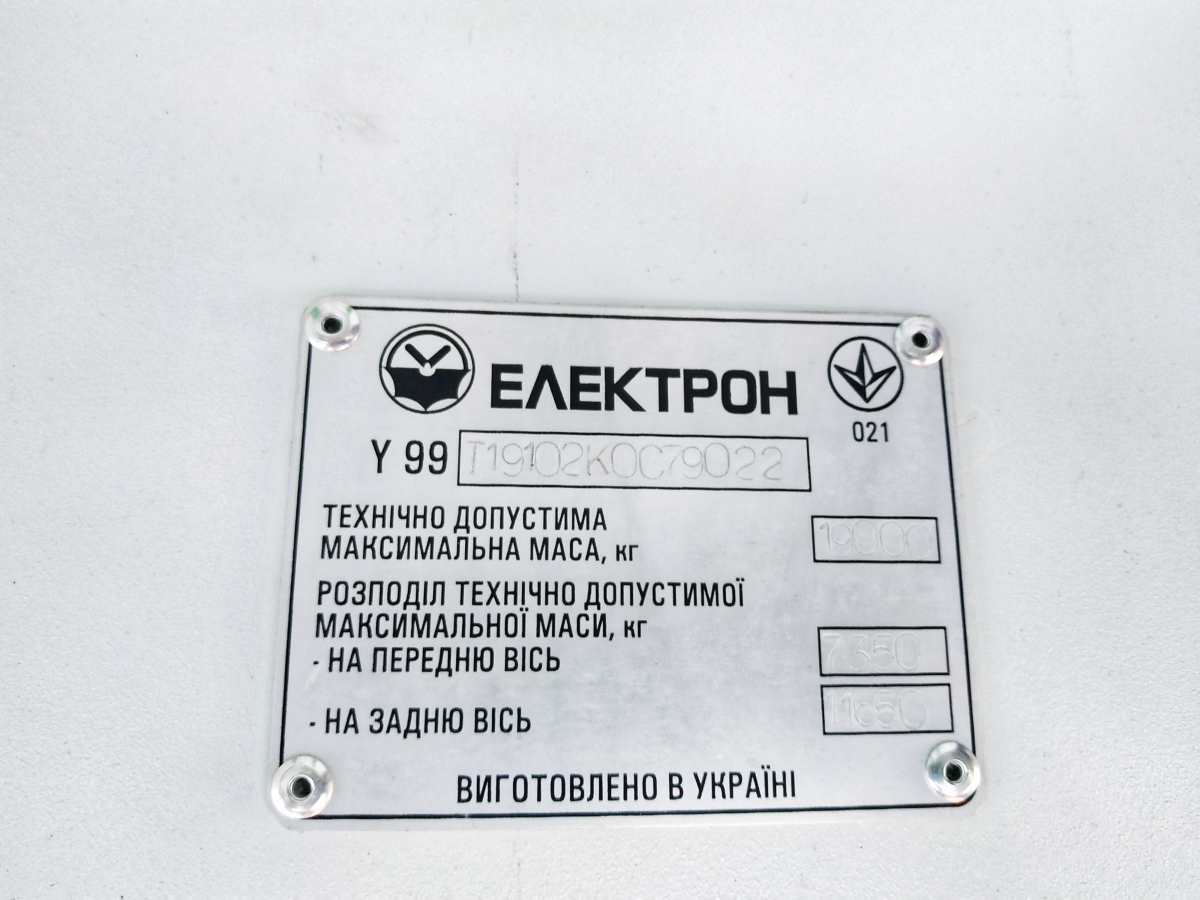 ЕЛЕКТРОН
021
Y 99 T19102K0C79022
ТЕХНІЧНО ДОПУСТИМА
МАКСИМАЛЬНА МАСА, кг 19000
РОЗПОДІЛ ТЕХНІЧНО ДОПУСТИМОЇ
МАКСИМАЛЬНОЇ МАСИ, кг
- НА ПЕРЕДНЮ ВІСЬ 7350
- НА ЗАДНЮ ВІСЬ 11650
ВИГОТОВЛЕНО В УКРАЇНІ